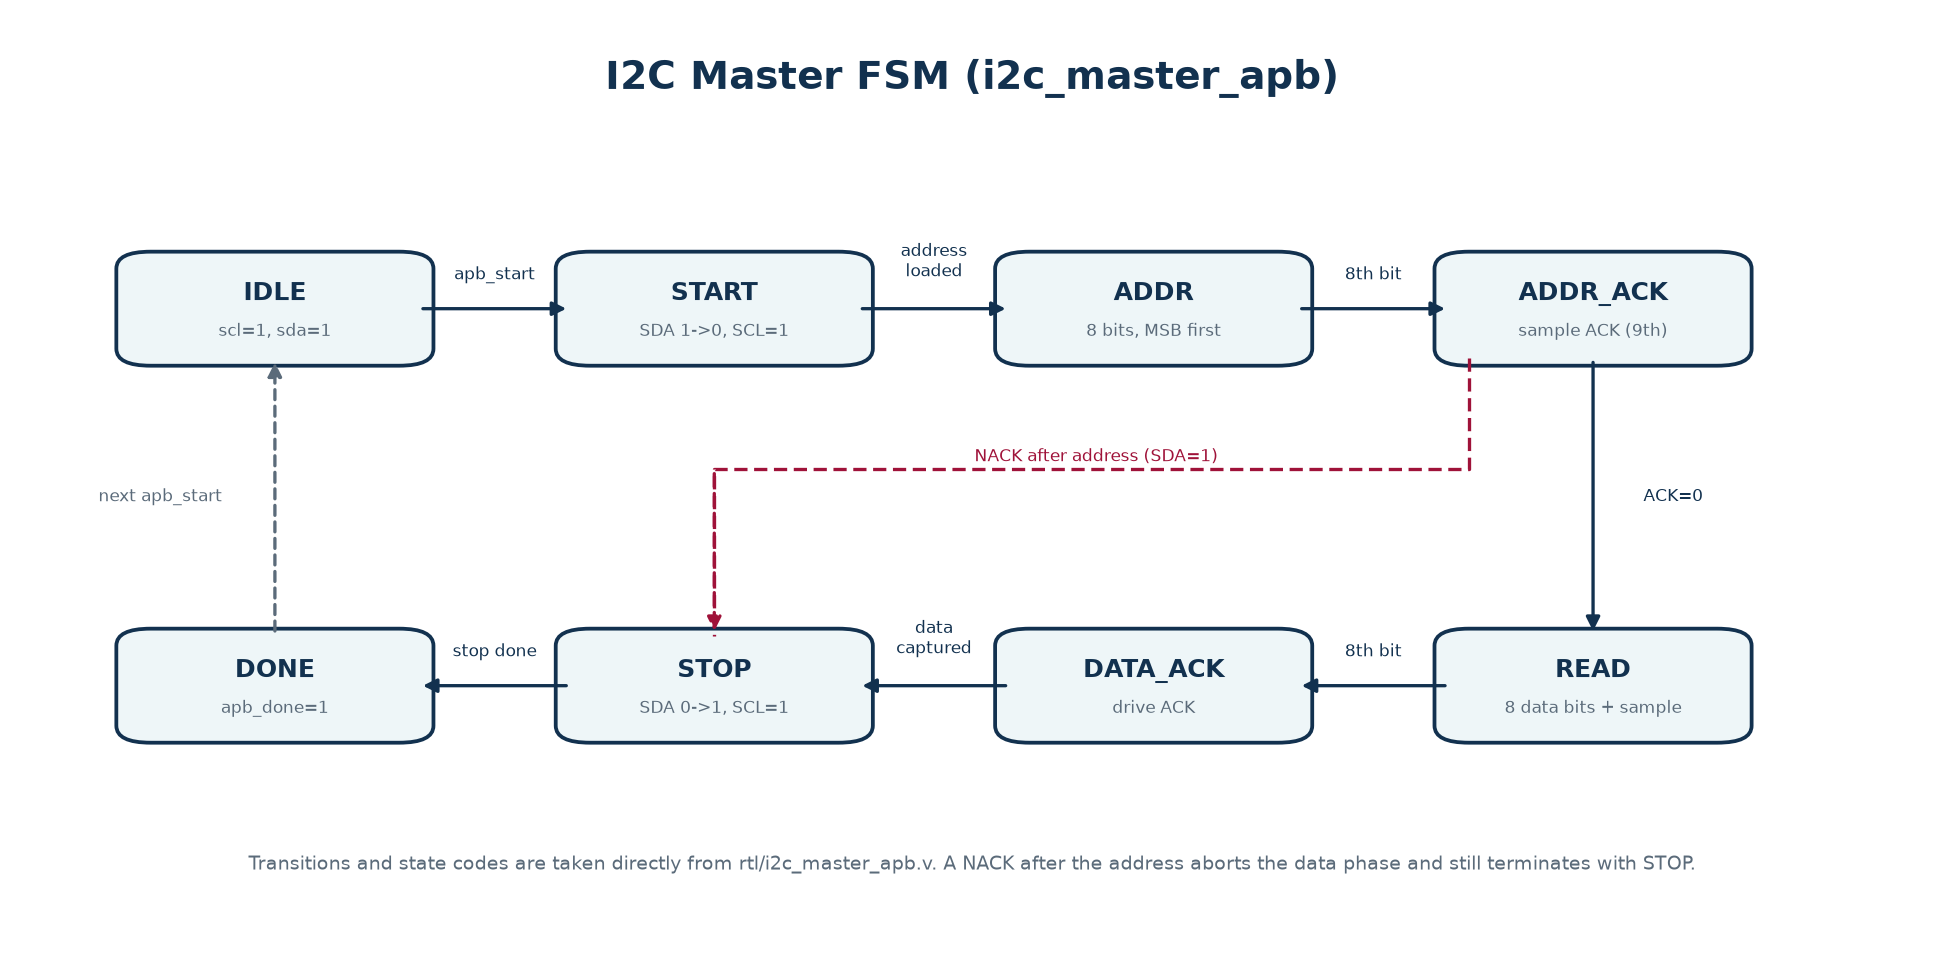 I2C Master FSM (i2c_master_apb)
IDLE
scl=1, sda=1
apb_start
START
SDA 1->0, SCL=1
address
loaded
ADDR
8 bits, MSB first
8th bit
ADDR_ACK
sample ACK (9th)
NACK after address (SDA=1)
next apb_start
ACK=0
DONE
apb_done=1
stop done
STOP
SDA 0->1, SCL=1
data
captured
DATA_ACK
drive ACK
8th bit
READ
8 data bits + sample
Transitions and state codes are taken directly from rtl/i2c_master_apb.v. A NACK after the address aborts the data phase and still terminates with STOP.